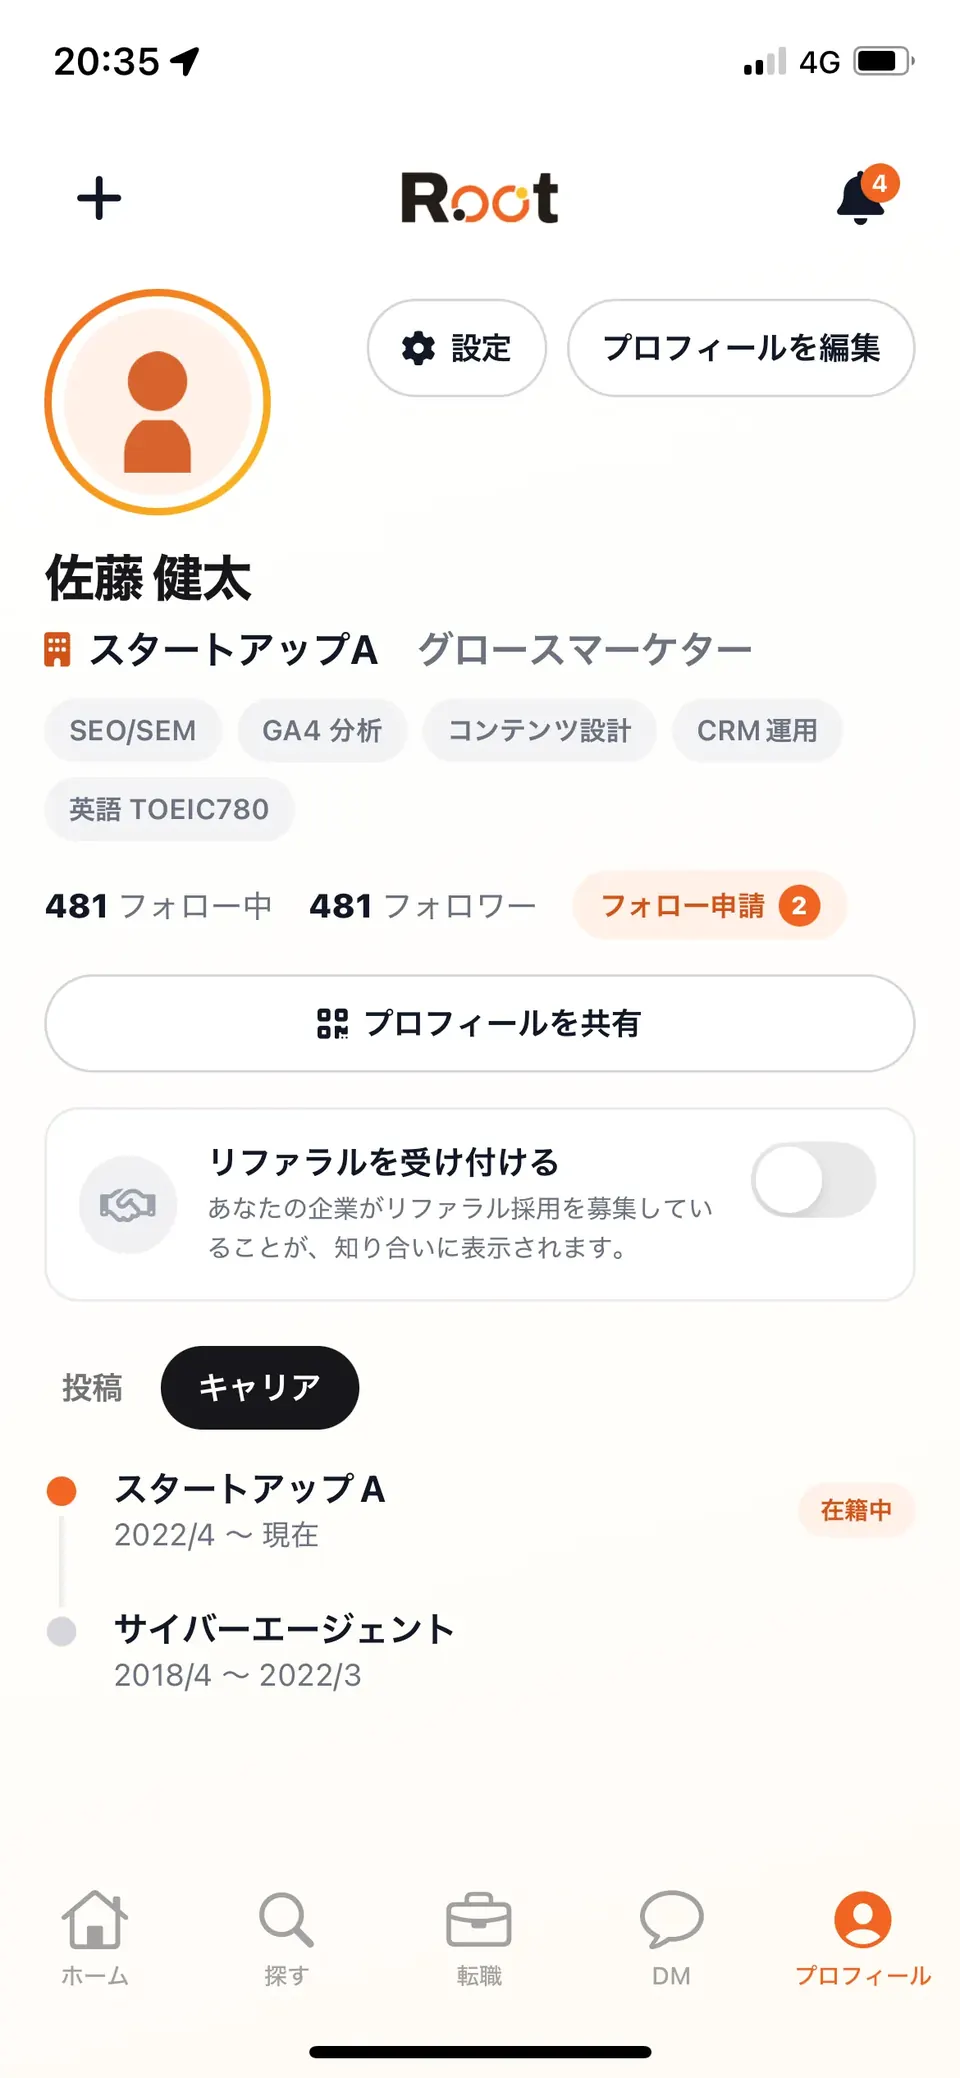 20:35
4G
Root
4
設定
プロフィールを編集
佐藤 健太
スタートアップA グロースマーケター
SEO/SEM GA4 分析 コンテンツ設計 CRM 運用
英語 TOEIC780
481 フォロー中 481 フォロワー フォロー申請 2
プロフィールを共有
リファラルを受け付ける
あなたの企業がリファラル採用を募集してい
ることが、知り合いに表示されます。
投稿 キャリア
スタートアップ A
2022/4 〜 現在
在籍中
サイバーエージェント
2018/4 〜 2022/3
ホーム 探す 転職 DM プロフィール